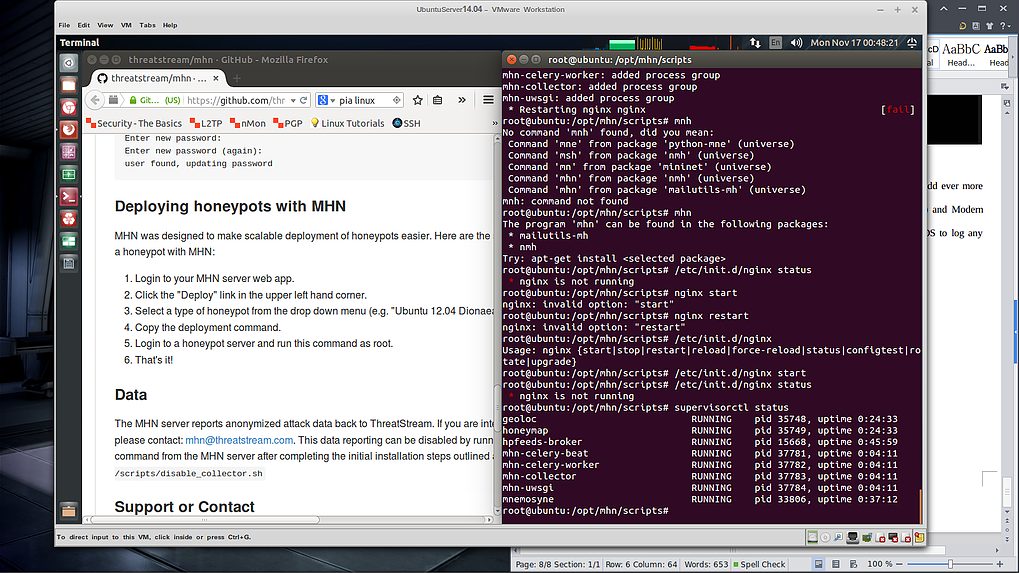 UbuntuServer14.04 – VMware Workstation
File Edit View VM Tabs Help
Terminal
En
Mon Nov 17 00:48:21
threatstream/mhn · GitHub - Mozilla Firefox
threatstream/mhn · ...
Git... (US)
https://github.com/thr
pia linux
Security - The Basics
L2TP
nMon
PGP
Linux Tutorials
SSH
Enter new password:
Enter new password (again):
user found, updating password
Deploying honeypots with MHN
MHN was designed to make scalable deployment of honeypots easier. Here are the
a honeypot with MHN:
1. Login to your MHN server web app.
2. Click the "Deploy" link in the upper left hand corner.
3. Select a type of honeypot from the drop down menu (e.g. "Ubuntu 12.04 Dionaea
4. Copy the deployment command.
5. Login to a honeypot server and run this command as root.
6. That's it!
Data
The MHN server reports anonymized attack data back to ThreatStream. If you are inte
please contact: mhn@threatstream.com. This data reporting can be disabled by runn
command from the MHN server after completing the initial installation steps outlined a
/scripts/disable_collector.sh
Support or Contact
root@ubuntu: /opt/mhn/scripts
mhn-celery-worker: added process group
mhn-collector: added process group
mhn-uwsgi: added process group
* Restarting nginx nginx [fail]
root@ubuntu:/opt/mhn/scripts# mnh
No command 'mnh' found, did you mean:
Command 'mne' from package 'python-mne' (universe)
Command 'msh' from package 'nmh' (universe)
Command 'mn' from package 'mininet' (universe)
Command 'mhn' from package 'nmh' (universe)
Command 'mhn' from package 'mailutils-mh' (universe)
mnh: command not found
root@ubuntu:/opt/mhn/scripts# mhn
The program 'mhn' can be found in the following packages:
* mailutils-mh
* nmh
Try: apt-get install <selected package>
root@ubuntu:/opt/mhn/scripts# /etc/init.d/nginx status
* nginx is not running
root@ubuntu:/opt/mhn/scripts# nginx start
nginx: invalid option: "start"
root@ubuntu:/opt/mhn/scripts# nginx restart
nginx: invalid option: "restart"
root@ubuntu:/opt/mhn/scripts# /etc/init.d/nginx
Usage: nginx {start|stop|restart|reload|force-reload|status|configtest|ro
tate|upgrade}
root@ubuntu:/opt/mhn/scripts# /etc/init.d/nginx start
root@ubuntu:/opt/mhn/scripts# /etc/init.d/nginx status
* nginx is not running
root@ubuntu:/opt/mhn/scripts# supervisorctl status
geoloc RUNNING pid 35748, uptime 0:24:33
honeymap RUNNING pid 35749, uptime 0:24:33
hpfeeds-broker RUNNING pid 15668, uptime 0:45:59
mhn-celery-beat RUNNING pid 37781, uptime 0:04:11
mhn-celery-worker RUNNING pid 37782, uptime 0:04:11
mhn-collector RUNNING pid 37783, uptime 0:04:11
mhn-uwsgi RUNNING pid 37784, uptime 0:04:11
mnemosyne RUNNING pid 33806, uptime 0:37:12
root@ubuntu:/opt/mhn/scripts#
To direct input to this VM, click inside or press Ctrl+G.
AaBbC AaBb
Head... Head
dd ever more
and Modern
OS to log any
Page: 8/8 Section: 1/1 Row: 6 Column: 64 Words: 653 Spell Check 100 %